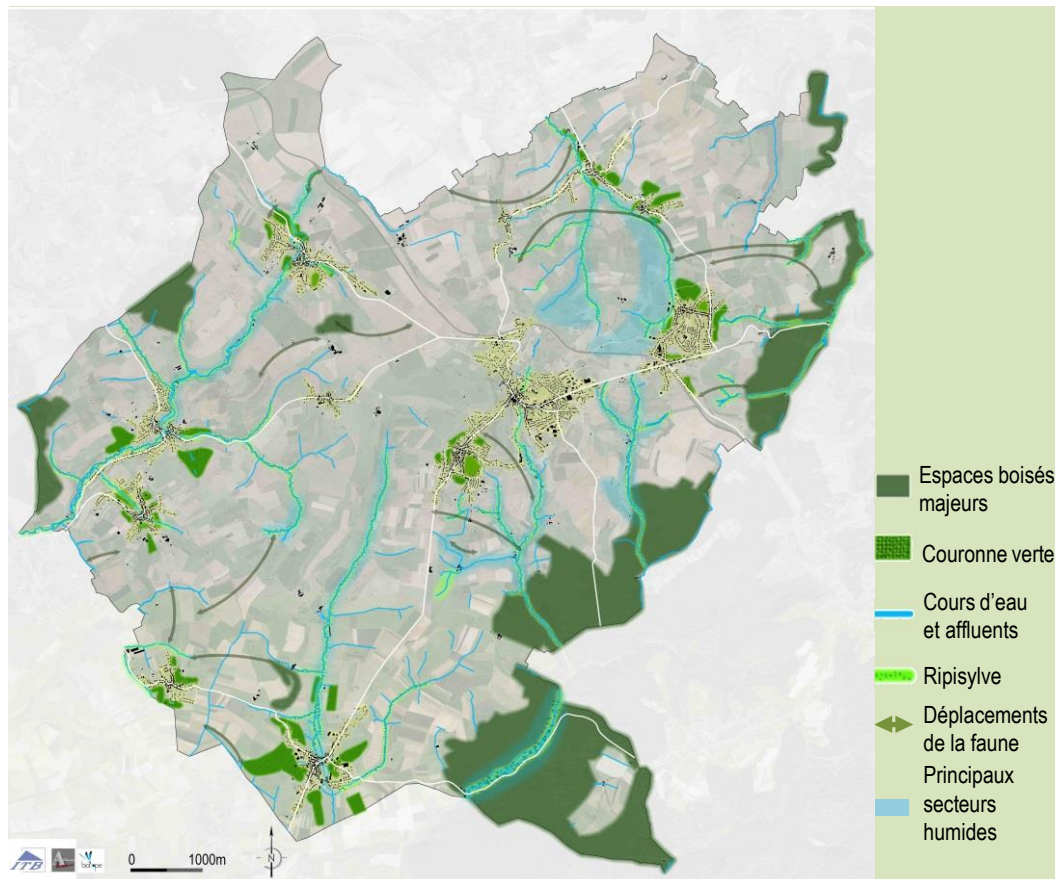 Espaces boisés
majeurs
Couronne verte
Cours d'eau
et affluents
Ripisylve
Déplacements
de la faune
Principaux
secteurs
humides
ITB
0 1000m
N